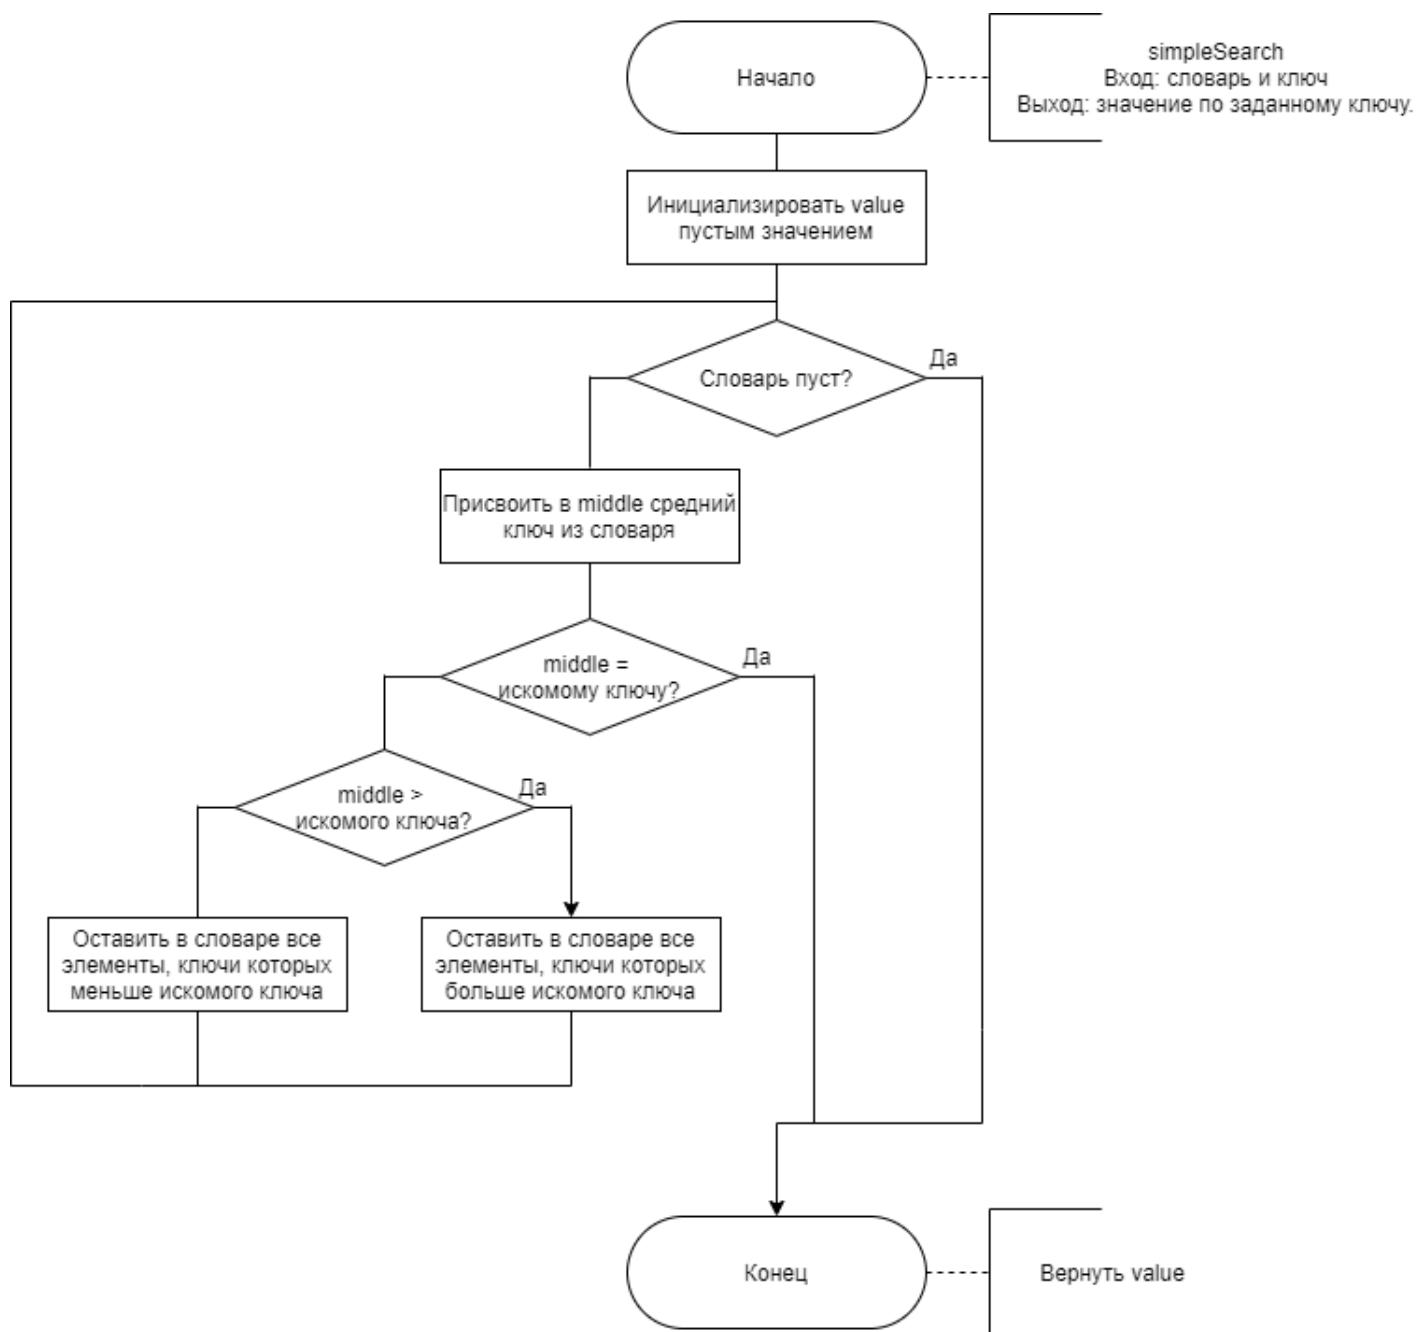 Начало
simpleSearch
Вход: словарь и ключ
Выход: значение по заданному ключу.
Инициализировать value
пустым значением
Словарь пуст?
Да
Присвоить в middle средний
ключ из словаря
middle =
искомому ключу?
Да
middle >
искомого ключа?
Да
Оставить в словаре все
элементы, ключи которых
меньше искомого ключа
Оставить в словаре все
элементы, ключи которых
больше искомого ключа
Конец
Вернуть value